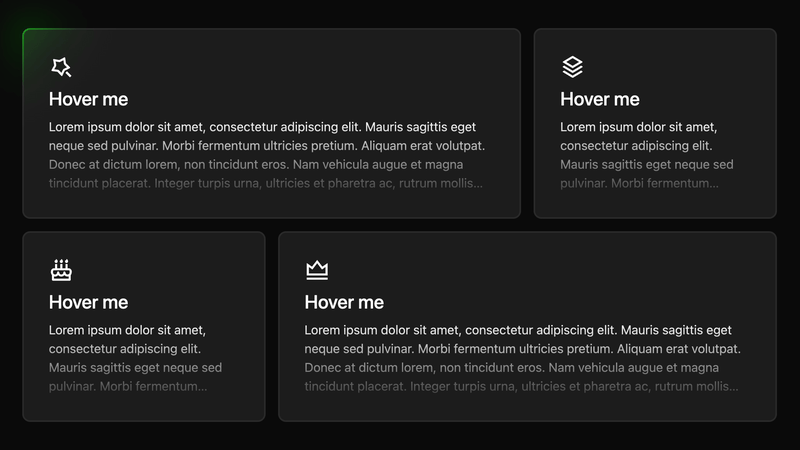 Hover me
Lorem ipsum dolor sit amet, consectetur adipiscing elit. Mauris sagittis eget
neque sed pulvinar. Morbi fermentum ultricies pretium. Aliquam erat volutpat.
Donec at dictum lorem, non tincidunt eros. Nam vehicula augue et magna
tincidunt placerat. Integer turpis urna, ultricies et pharetra ac, rutrum mollis...
Hover me
Lorem ipsum dolor sit amet,
consectetur adipiscing elit.
Mauris sagittis eget neque sed
pulvinar. Morbi fermentum...
Hover me
Lorem ipsum dolor sit amet,
consectetur adipiscing elit.
Mauris sagittis eget neque sed
pulvinar. Morbi fermentum...
Hover me
Lorem ipsum dolor sit amet, consectetur adipiscing elit. Mauris sagittis eget
neque sed pulvinar. Morbi fermentum ultricies pretium. Aliquam erat volutpat.
Donec at dictum lorem, non tincidunt eros. Nam vehicula augue et magna
tincidunt placerat. Integer turpis urna, ultricies et pharetra ac, rutrum mollis...